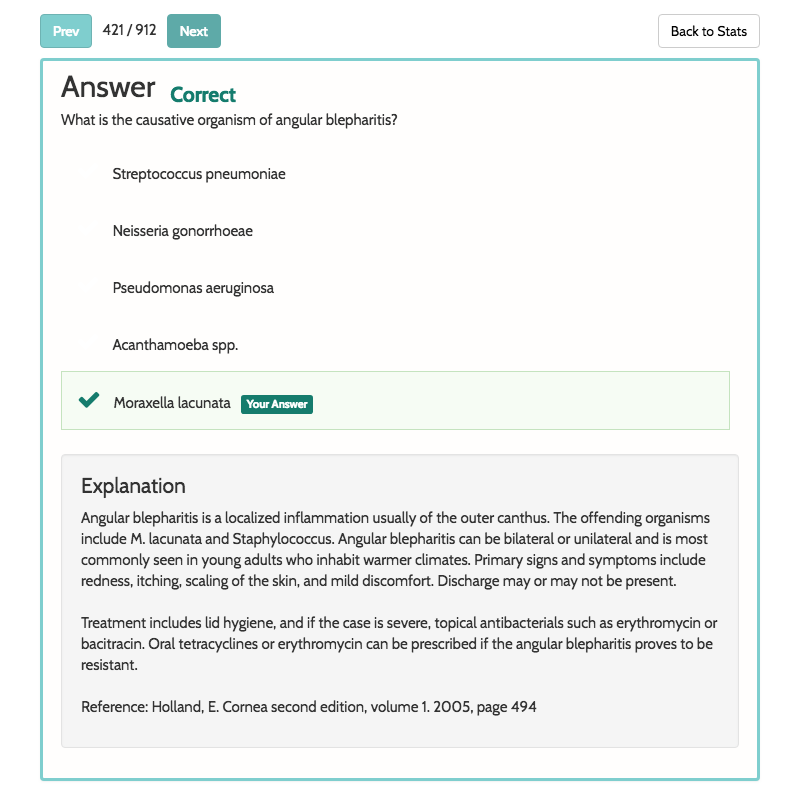 Prev 421 / 912 Next Back to Stats
Answer Correct
What is the causative organism of angular blepharitis?
Streptococcus pneumoniae
Neisseria gonorrhoeae
Pseudomonas aeruginosa
Acanthamoeba spp.
Moraxella lacunata Your Answer
Explanation
Angular blepharitis is a localized inflammation usually of the outer canthus. The offending organisms
include M. lacunata and Staphylococcus. Angular blepharitis can be bilateral or unilateral and is most
commonly seen in young adults who inhabit warmer climates. Primary signs and symptoms include
redness, itching, scaling of the skin, and mild discomfort. Discharge may or may not be present.
Treatment includes lid hygiene, and if the case is severe, topical antibacterials such as erythromycin or
bacitracin. Oral tetracyclines or erythromycin can be prescribed if the angular blepharitis proves to be
resistant.
Reference: Holland, E. Cornea second edition, volume 1. 2005, page 494